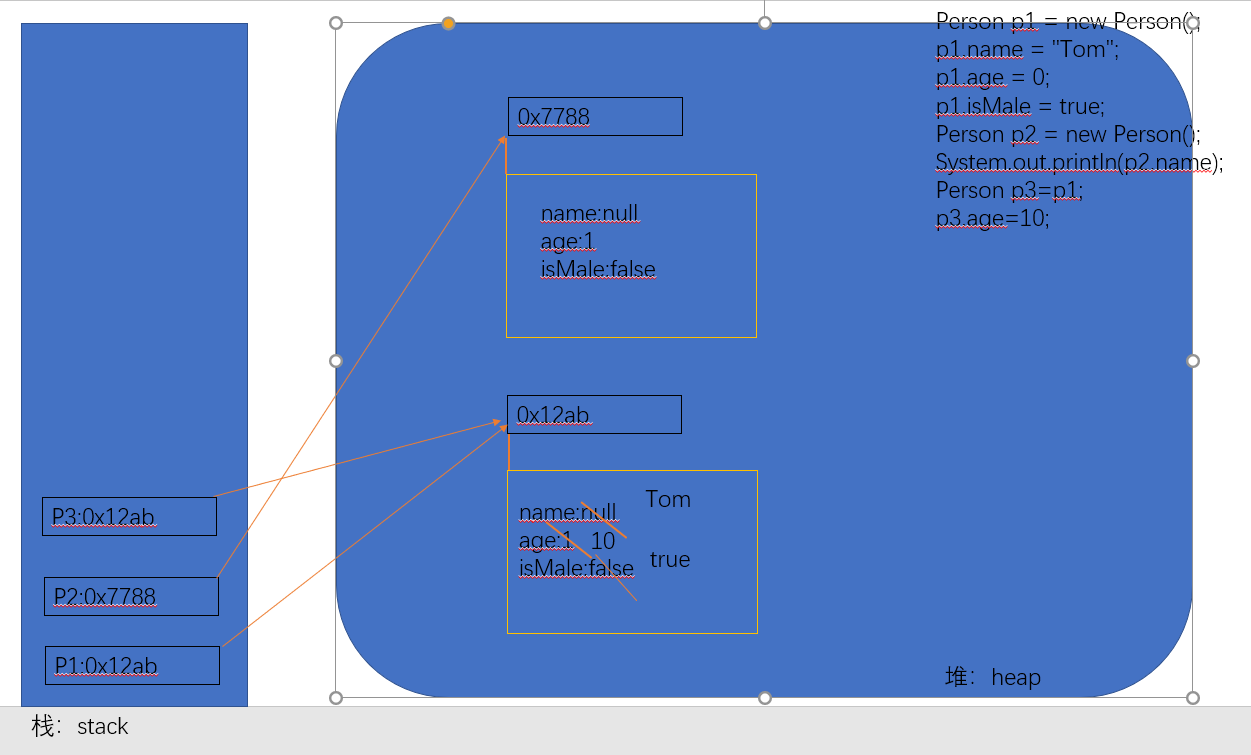 Person p1 = new Person();
p1.name = "Tom";
p1.age = 0;
p1.isMale = true;
Person p2 = new Person();
System.out.println(p2.name);
Person p3=p1;
p3.age=10;
0x7788
name:null
age:1
isMale:false
0x12ab
name:null Tom
age:1 10
isMale:false true
P3:0x12ab
P2:0x7788
P1:0x12ab
堆：heap
栈：stack